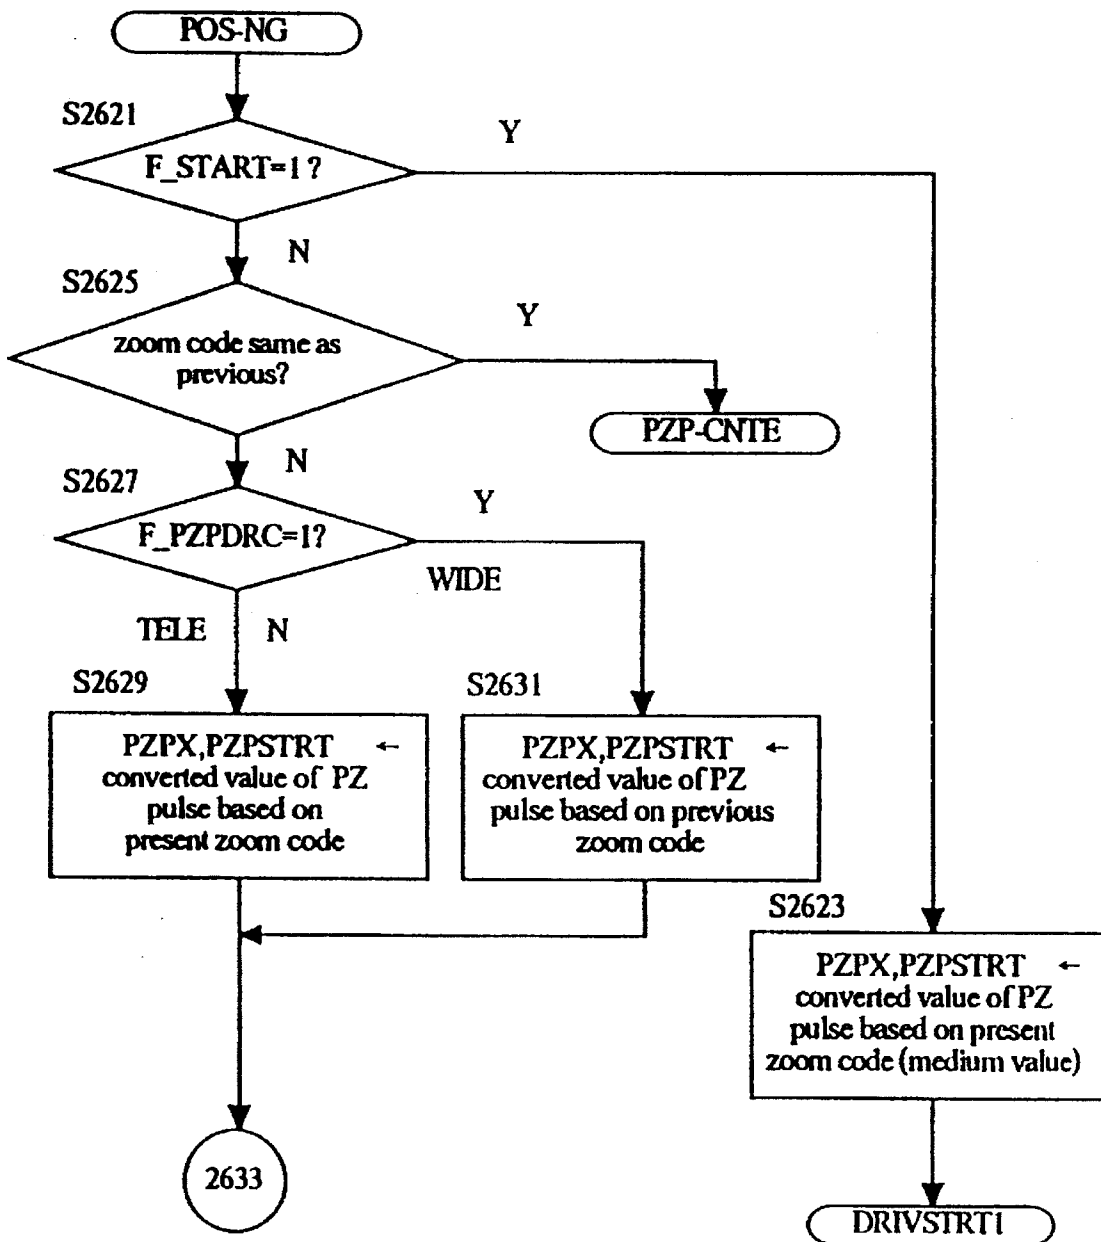 POS-NG
S2621
F_START=1?
Y
N
S2625
zoom code same as
previous?
Y
PZP-CNTE
N
S2627
F_PZPDRC=1?
Y
WIDE
TELE N
S2629
PZPX,PZPSTRT ←
converted value of PZ
pulse based on
present zoom code
S2631
PZPX,PZPSTRT ←
converted value of PZ
pulse based on previous
zoom code
S2623
PZPX,PZPSTRT ←
converted value of PZ
pulse based on present
zoom code (medium value)
2633
DRIVSTRT1